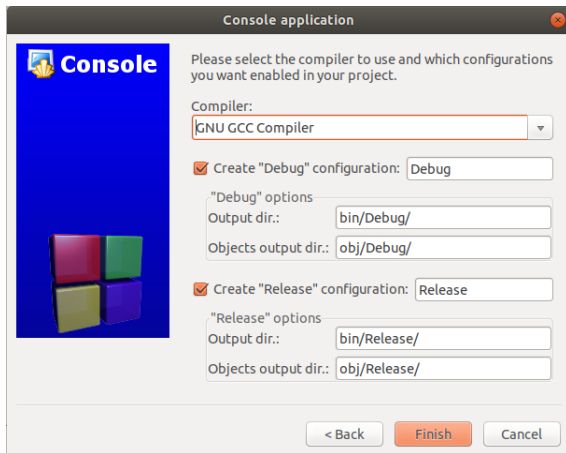 Console application
Console
Please select the compiler to use and which configurations
you want enabled in your project.
Compiler:
GNU GCC Compiler
Create "Debug" configuration: Debug
"Debug" options
Output dir.: bin/Debug/
Objects output dir.: obj/Debug/
Create "Release" configuration: Release
"Release" options
Output dir.: bin/Release/
Objects output dir.: obj/Release/
< Back Finish Cancel